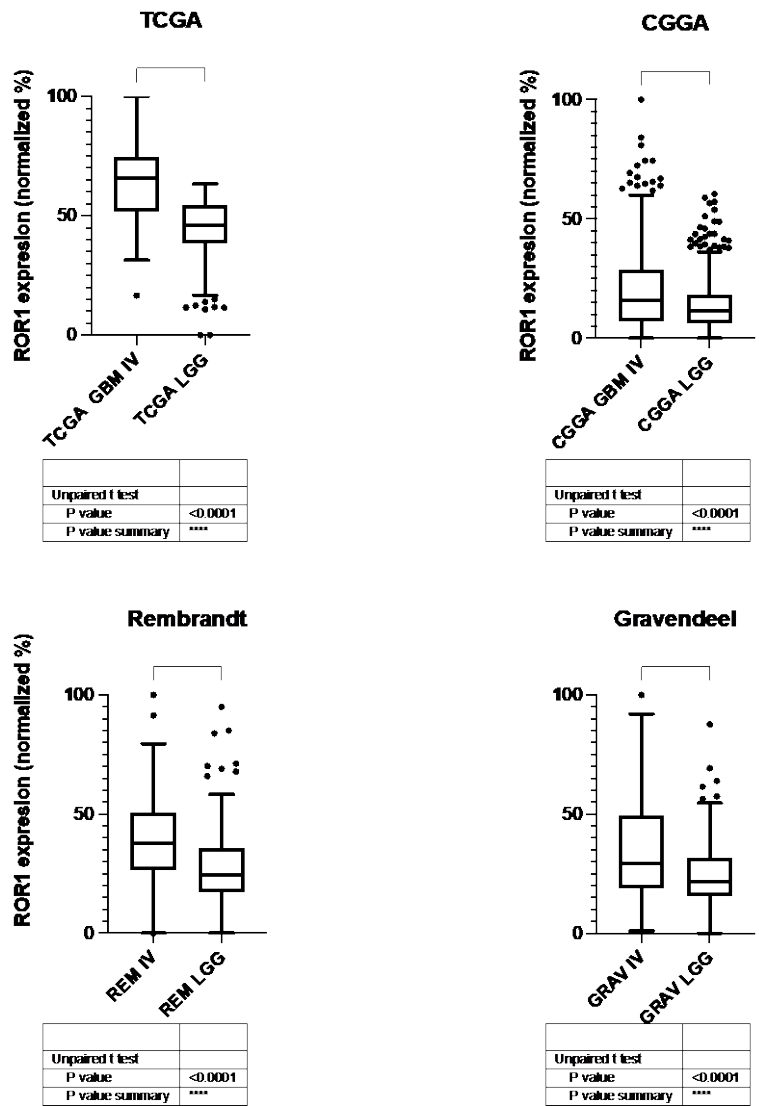 TCGA
ROR1 expresion (normalized %)
100
50
0
TCGA GBM IV
TCGA LGG
Unpaired t test
P value <0.0001
P value summary ****
CGGA
ROR1 expresion (normalized %)
100
50
0
CGGA GBM IV
CGGA LGG
Unpaired t test
P value <0.0001
P value summary ****
Rembrandt
ROR1 expresion (normalized %)
100
50
0
REM IV
REM LGG
Unpaired t test
P value <0.0001
P value summary ****
Gravendeel
100
50
0
GRAV IV
GRAV LGG
Unpaired t test
P value <0.0001
P value summary ****